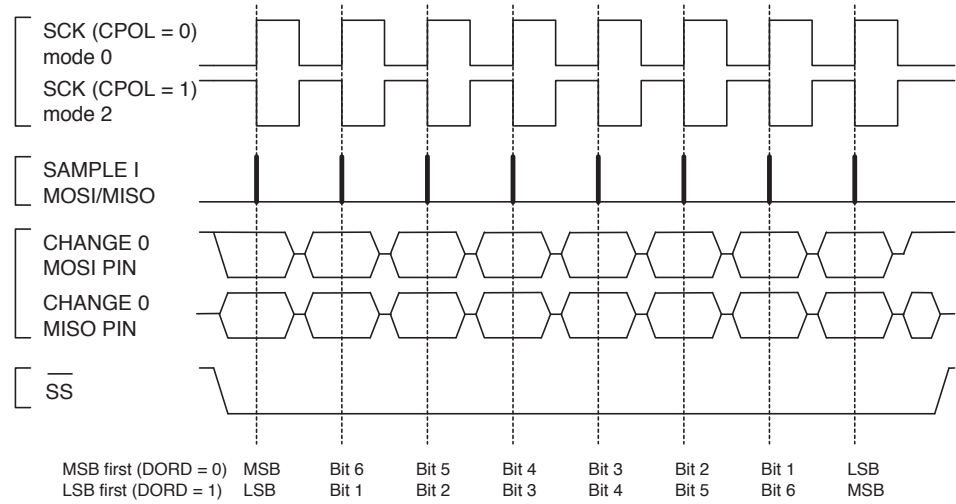 SCK (CPOL = 0)
mode 0
SCK (CPOL = 1)
mode 2
SAMPLE I
MOSI/MISO
CHANGE 0
MOSI PIN
CHANGE 0
MISO PIN
SS
MSB first (DORD = 0) MSB Bit 6 Bit 5 Bit 4 Bit 3 Bit 2 Bit 1 LSB
LSB first (DORD = 1) LSB Bit 1 Bit 2 Bit 3 Bit 4 Bit 5 Bit 6 MSB